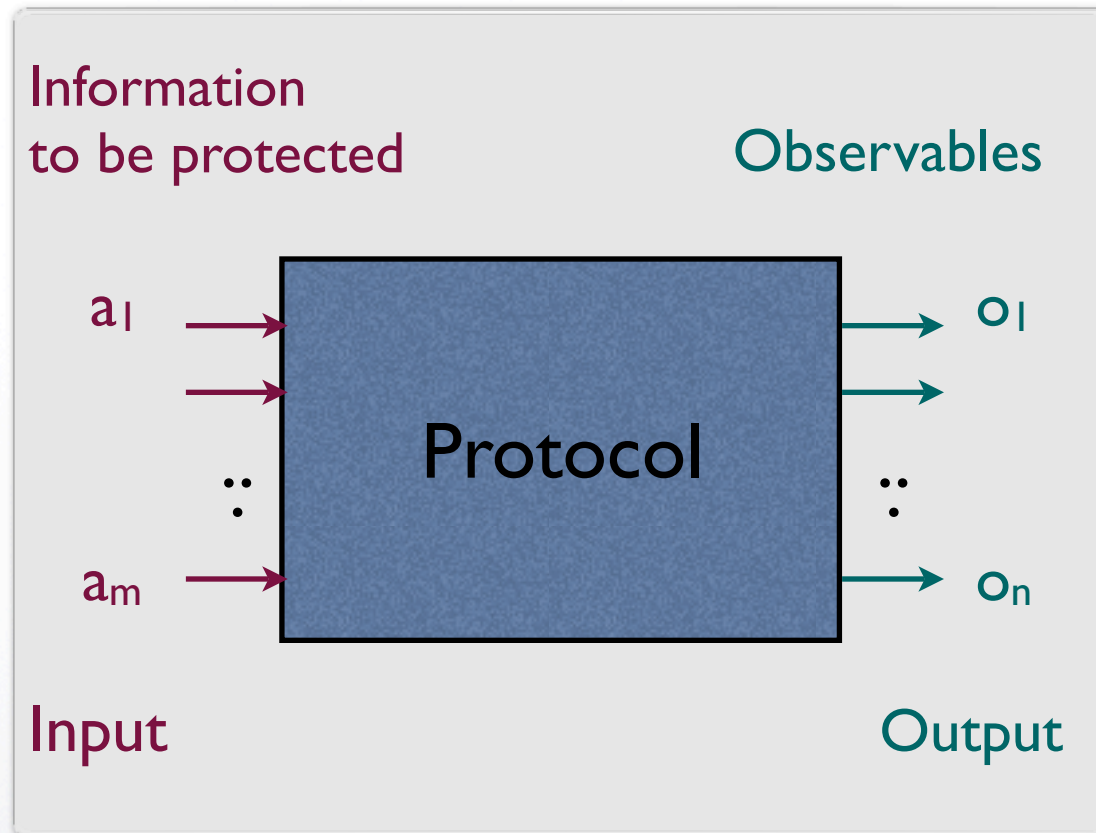 Information
to be protected
Observables
a1
o1
Protocol
am
on
Input
Output